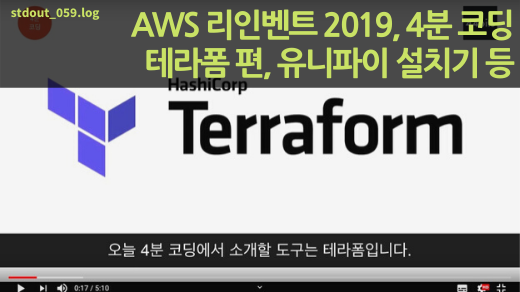 stdout_059.log
AWS 리인벤트 2019, 4분 코딩
테라폼 편, 유니파이 설치기 등
HashiCorp
Terraform
오늘 4분 코딩에서 소개할 도구는 테라폼입니다.
0:17 / 5:10